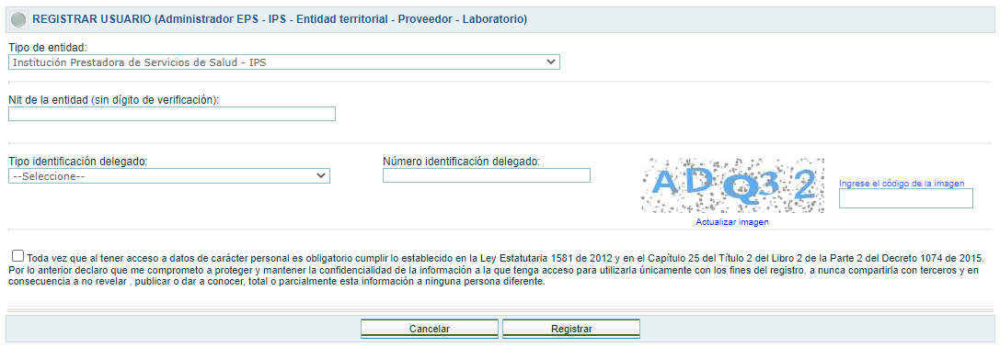 REGISTRAR USUARIO (Administrador EPS - IPS - Entidad territorial - Proveedor - Laboratorio)
Tipo de entidad:
Institución Prestadora de Servicios de Salud - IPS
Nit de la entidad (sin dígito de verificación):
Tipo identificación delegado:
--Seleccione--
Número identificación delegado:
ADQ32
Actualizar imagen
Ingrese el código de la imagen
Toda vez que al tener acceso a datos de carácter personal es obligatorio cumplir lo establecido en la Ley Estatutaria 1581 de 2012 y en el Capítulo 25 del Título 2 del Libro 2 de la Parte 2 del Decreto 1074 de 2015.
Por lo anterior declaro que me comprometo a proteger y mantener la confidencialidad de la información a la que tenga acceso para utilizarla únicamente con los fines del registro, a nunca compartirla con terceros y en
consecuencia a no revelar , publicar o dar a conocer, total o parcialmente esta información a ninguna persona diferente.
Cancelar
Registrar